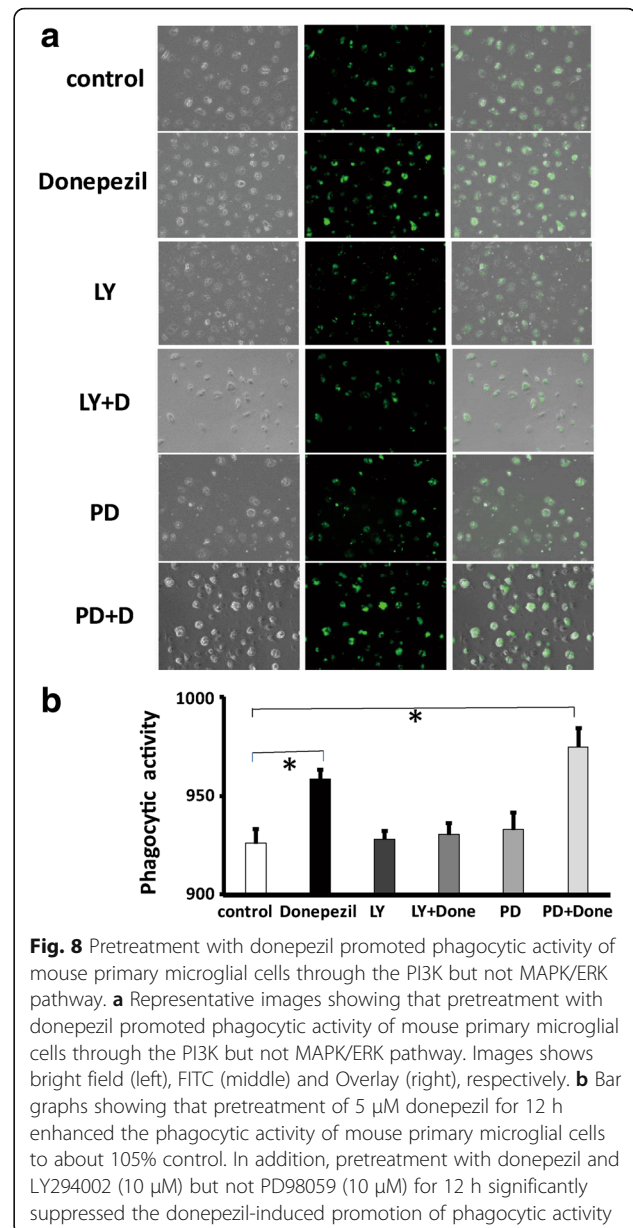 a
control
Donepezil
LY
LY+D
PD
PD+D
b
Phagocytic activity
1000
950
900
*
*
control Donepezil LY LY+Done PD PD+Done
Fig. 8 Pretreatment with donepezil promoted phagocytic activity of
mouse primary microglial cells through the PI3K but not MAPK/ERK
pathway. a Representative images showing that pretreatment with
donepezil promoted phagocytic activity of mouse primary microglial
cells through the PI3K but not MAPK/ERK pathway. Images shows
bright field (left), FITC (middle) and Overlay (right), respectively. b Bar
graphs showing that pretreatment of 5 μM donepezil for 12 h
enhanced the phagocytic activity of mouse primary microglial cells
to about 105% control. In addition, pretreatment with donepezil and
LY294002 (10 μM) but not PD98059 (10 μM) for 12 h significantly
suppressed the donepezil-induced promotion of phagocytic activity